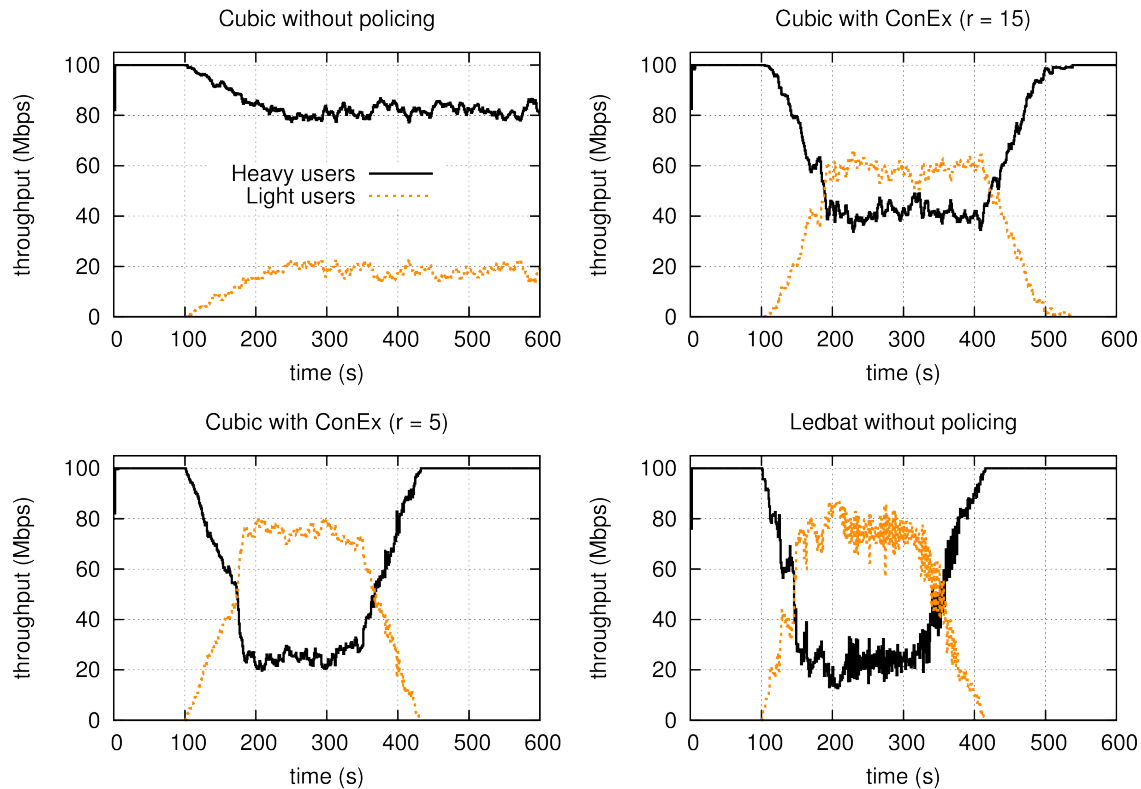 Cubic without policing
throughput (Mbps)
100
80
60
40
20
0
Heavy users
Light users
0 100 200 300 400 500 600
time (s)
Cubic with ConEx (r = 15)
throughput (Mbps)
100
80
60
40
20
0
0 100 200 300 400 500 600
time (s)
Cubic with ConEx (r = 5)
throughput (Mbps)
100
80
60
40
20
0
0 100 200 300 400 500 600
time (s)
Ledbat without policing
throughput (Mbps)
100
80
60
40
20
0
0 100 200 300 400 500 600
time (s)